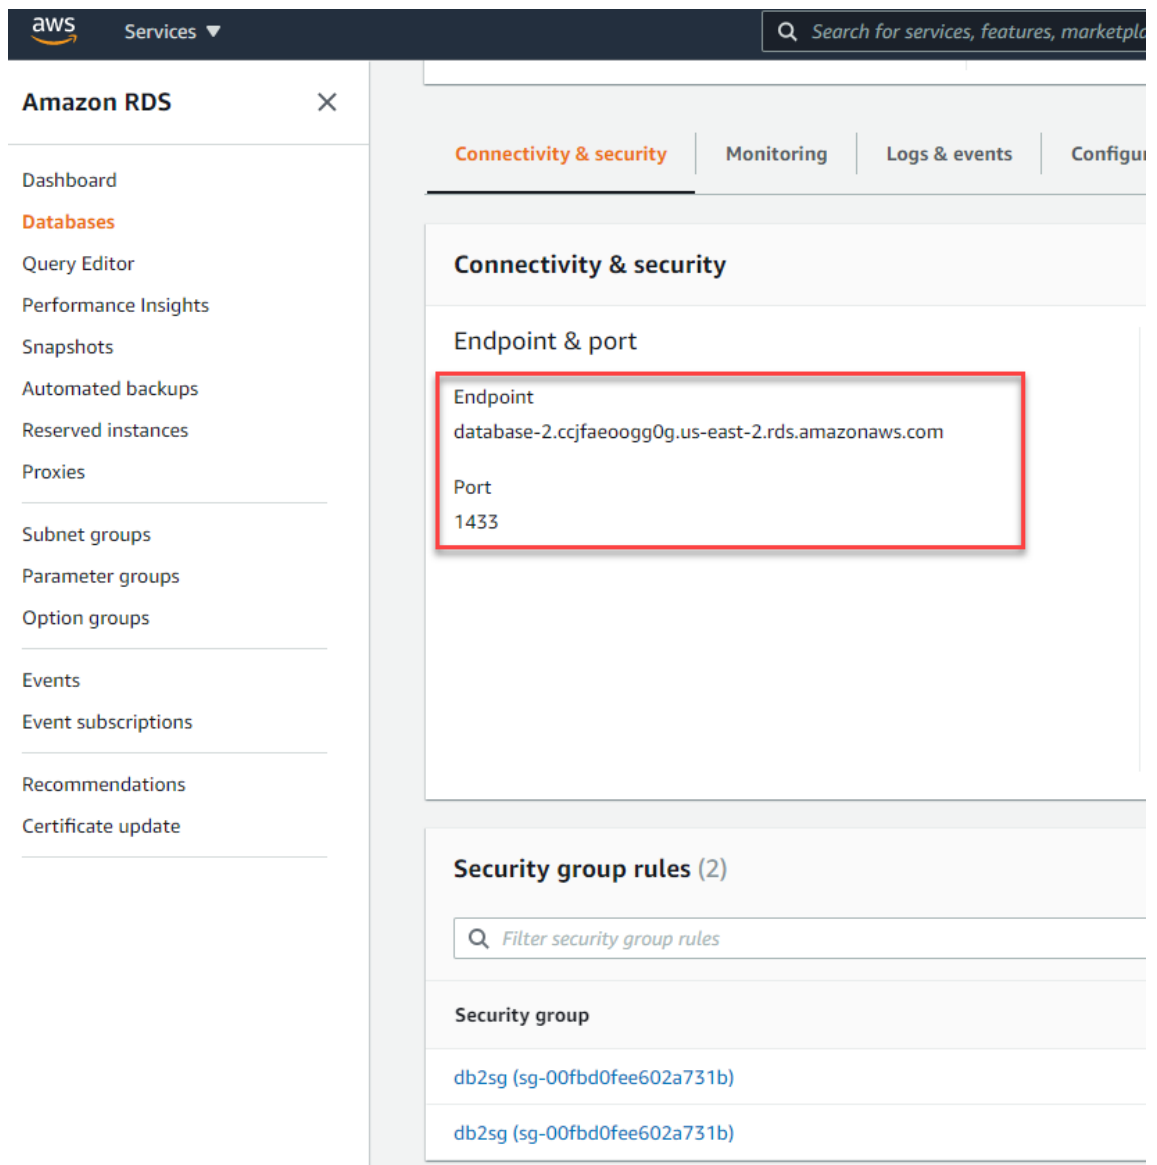 aws
Services ▼
Search for services, features, marketpla
Amazon RDS
Dashboard
Databases
Query Editor
Performance Insights
Snapshots
Automated backups
Reserved instances
Proxies
Subnet groups
Parameter groups
Option groups
Events
Event subscriptions
Recommendations
Certificate update
Connectivity & security
Monitoring
Logs & events
Configur
Connectivity & security
Endpoint & port
Endpoint
database-2.ccjfaeoogg0g.us-east-2.rds.amazonaws.com
Port
1433
Security group rules (2)
Filter security group rules
Security group
db2sg (sg-00fbd0fee602a731b)
db2sg (sg-00fbd0fee602a731b)